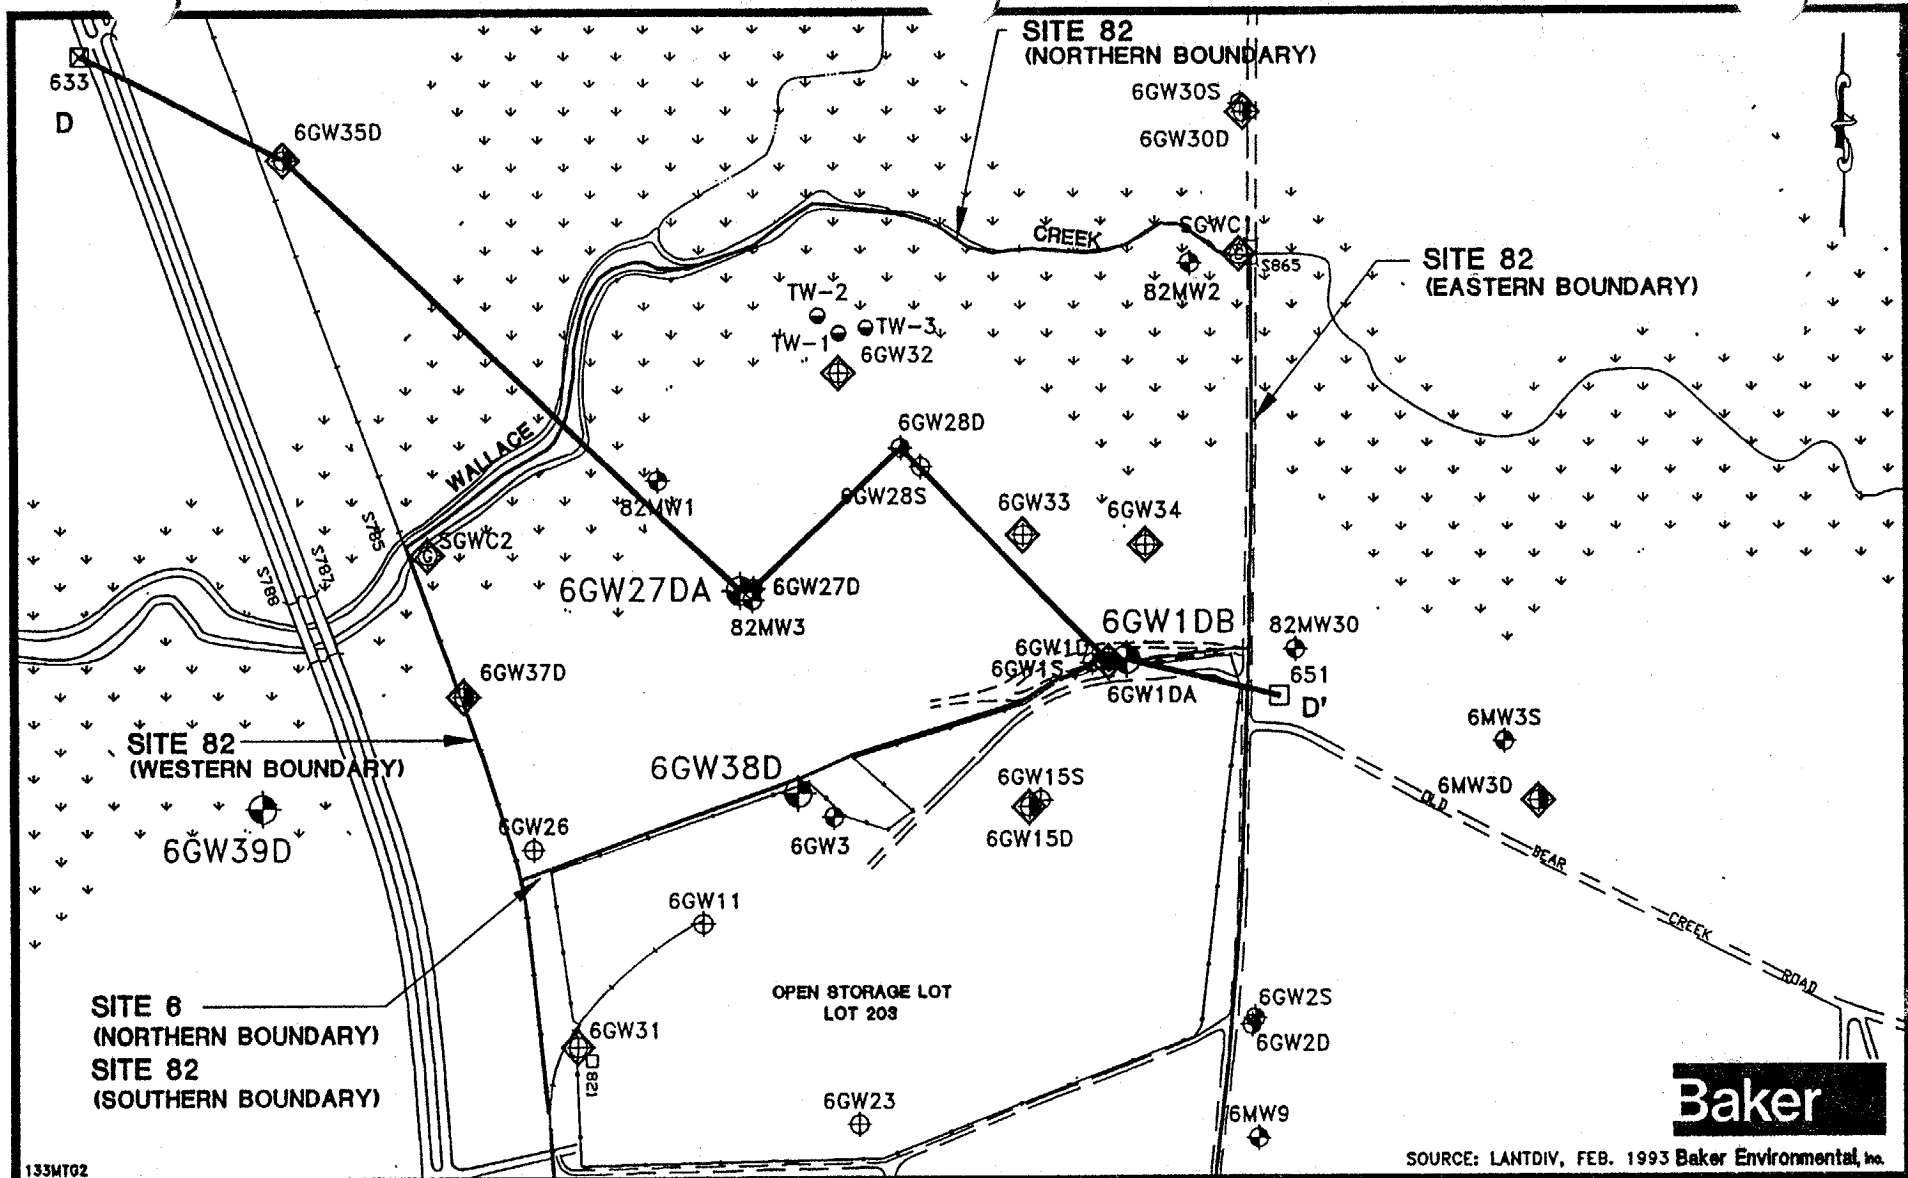 SITE 82
(NORTHERN BOUNDARY)
633
D
6GW35D
6GW30S
6GW30D
CREEK
SGWC
S865
82MW2
SITE 82
(EASTERN BOUNDARY)
TW-2
TW-3
TW-1
6GW32
WALLACE
6GW28D
6GW28S
82MW1
6GW33
6GW34
S785
SGWC2
S787
S788
6GW27DA
6GW27D
82MW3
6GW1DB
82MW30
6GW1D
6GW1S
6GW1DA
651
D'
6GW37D
SITE 82
(WESTERN BOUNDARY)
6MW3S
6GW38D
6GW15S
6MW3D
OLD
6GW15D
6GW3
6GW39D
6GW26
BEAR
6GW11
CREEK
ROAD
OPEN STORAGE LOT
LOT 203
SITE 6
(NORTHERN BOUNDARY)
SITE 82
(SOUTHERN BOUNDARY)
6GW31
821
6GW2S
6GW2D
6GW23
6MW9
Baker
133MTG2
SOURCE: LANTDIV, FEB. 1993 Baker Environmental, Inc.